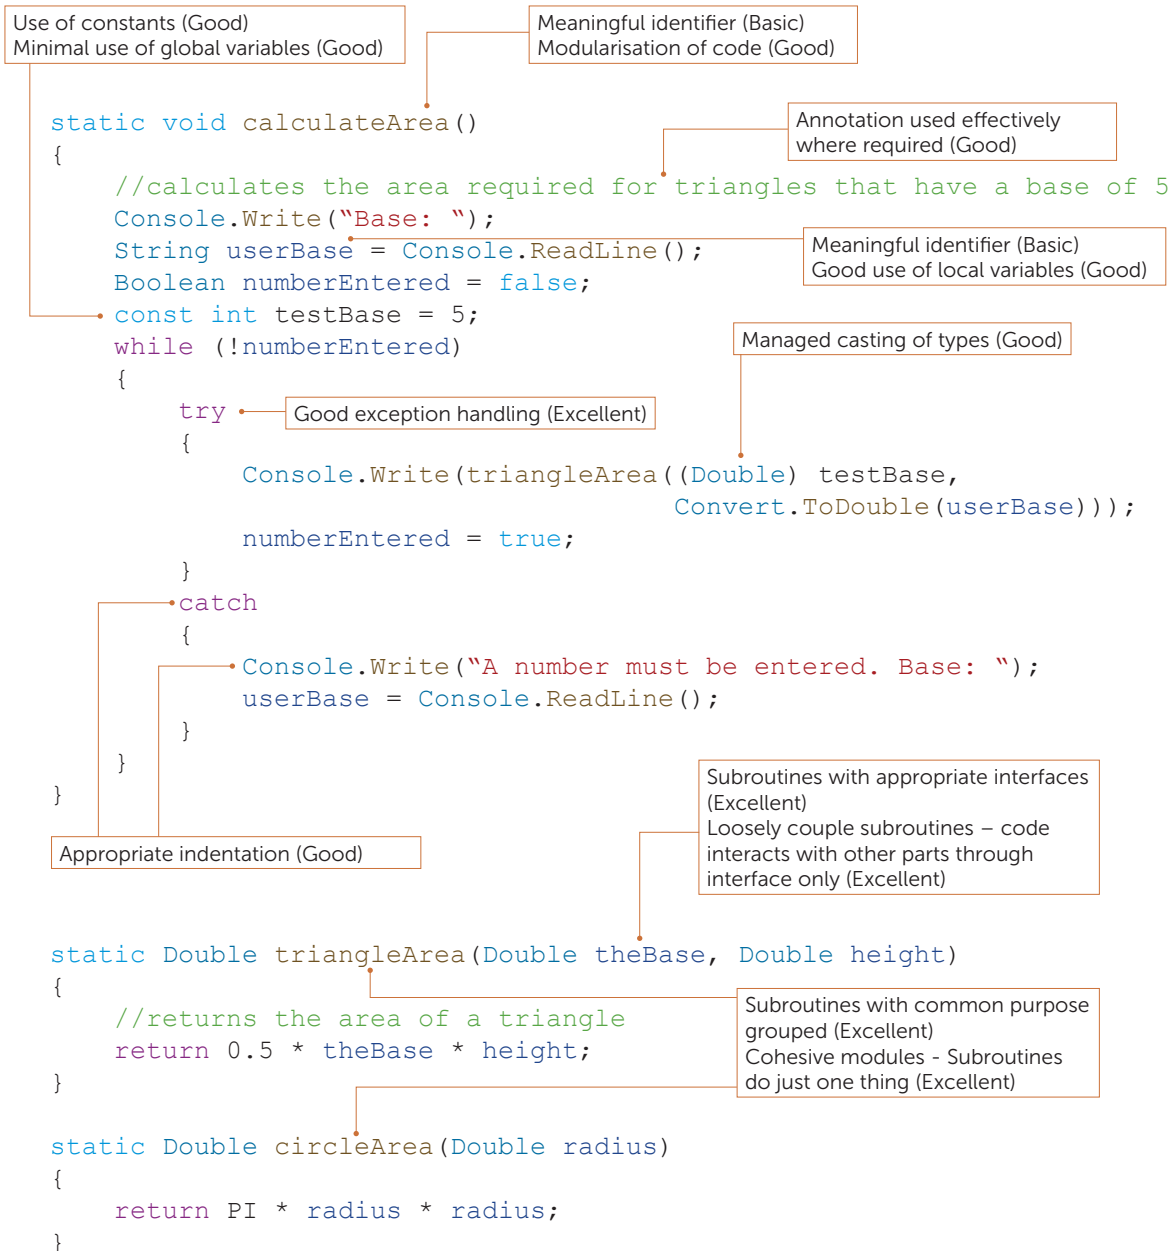 Use of constants (Good)
Minimal use of global variables (Good)
Meaningful identifier (Basic)
Modularisation of code (Good)
static void calculateArea()
{
Annotation used effectively
where required (Good)
//calculates the area required for triangles that have a base of 5
Console.Write(“Base: “);
String userBase = Console.ReadLine();
Meaningful identifier (Basic)
Good use of local variables (Good)
Boolean numberEntered = false;
const int testBase = 5;
while (!numberEntered)
Managed casting of types (Good)
{
try
Good exception handling (Excellent)
{
Console.Write(triangleArea((Double) testBase,
Convert.ToDouble(userBase)));
numberEntered = true;
}
catch
{
Console.Write(“A number must be entered. Base: “);
userBase = Console.ReadLine();
}
}
}
Subroutines with appropriate interfaces
(Excellent)
Loosely couple subroutines – code
interacts with other parts through
interface only (Excellent)
Appropriate indentation (Good)
static Double triangleArea(Double theBase, Double height)
{
//returns the area of a triangle
return 0.5 * theBase * height;
}
Subroutines with common purpose
grouped (Excellent)
Cohesive modules - Subroutines
do just one thing (Excellent)
static Double circleArea(Double radius)
{
return PI * radius * radius;
}